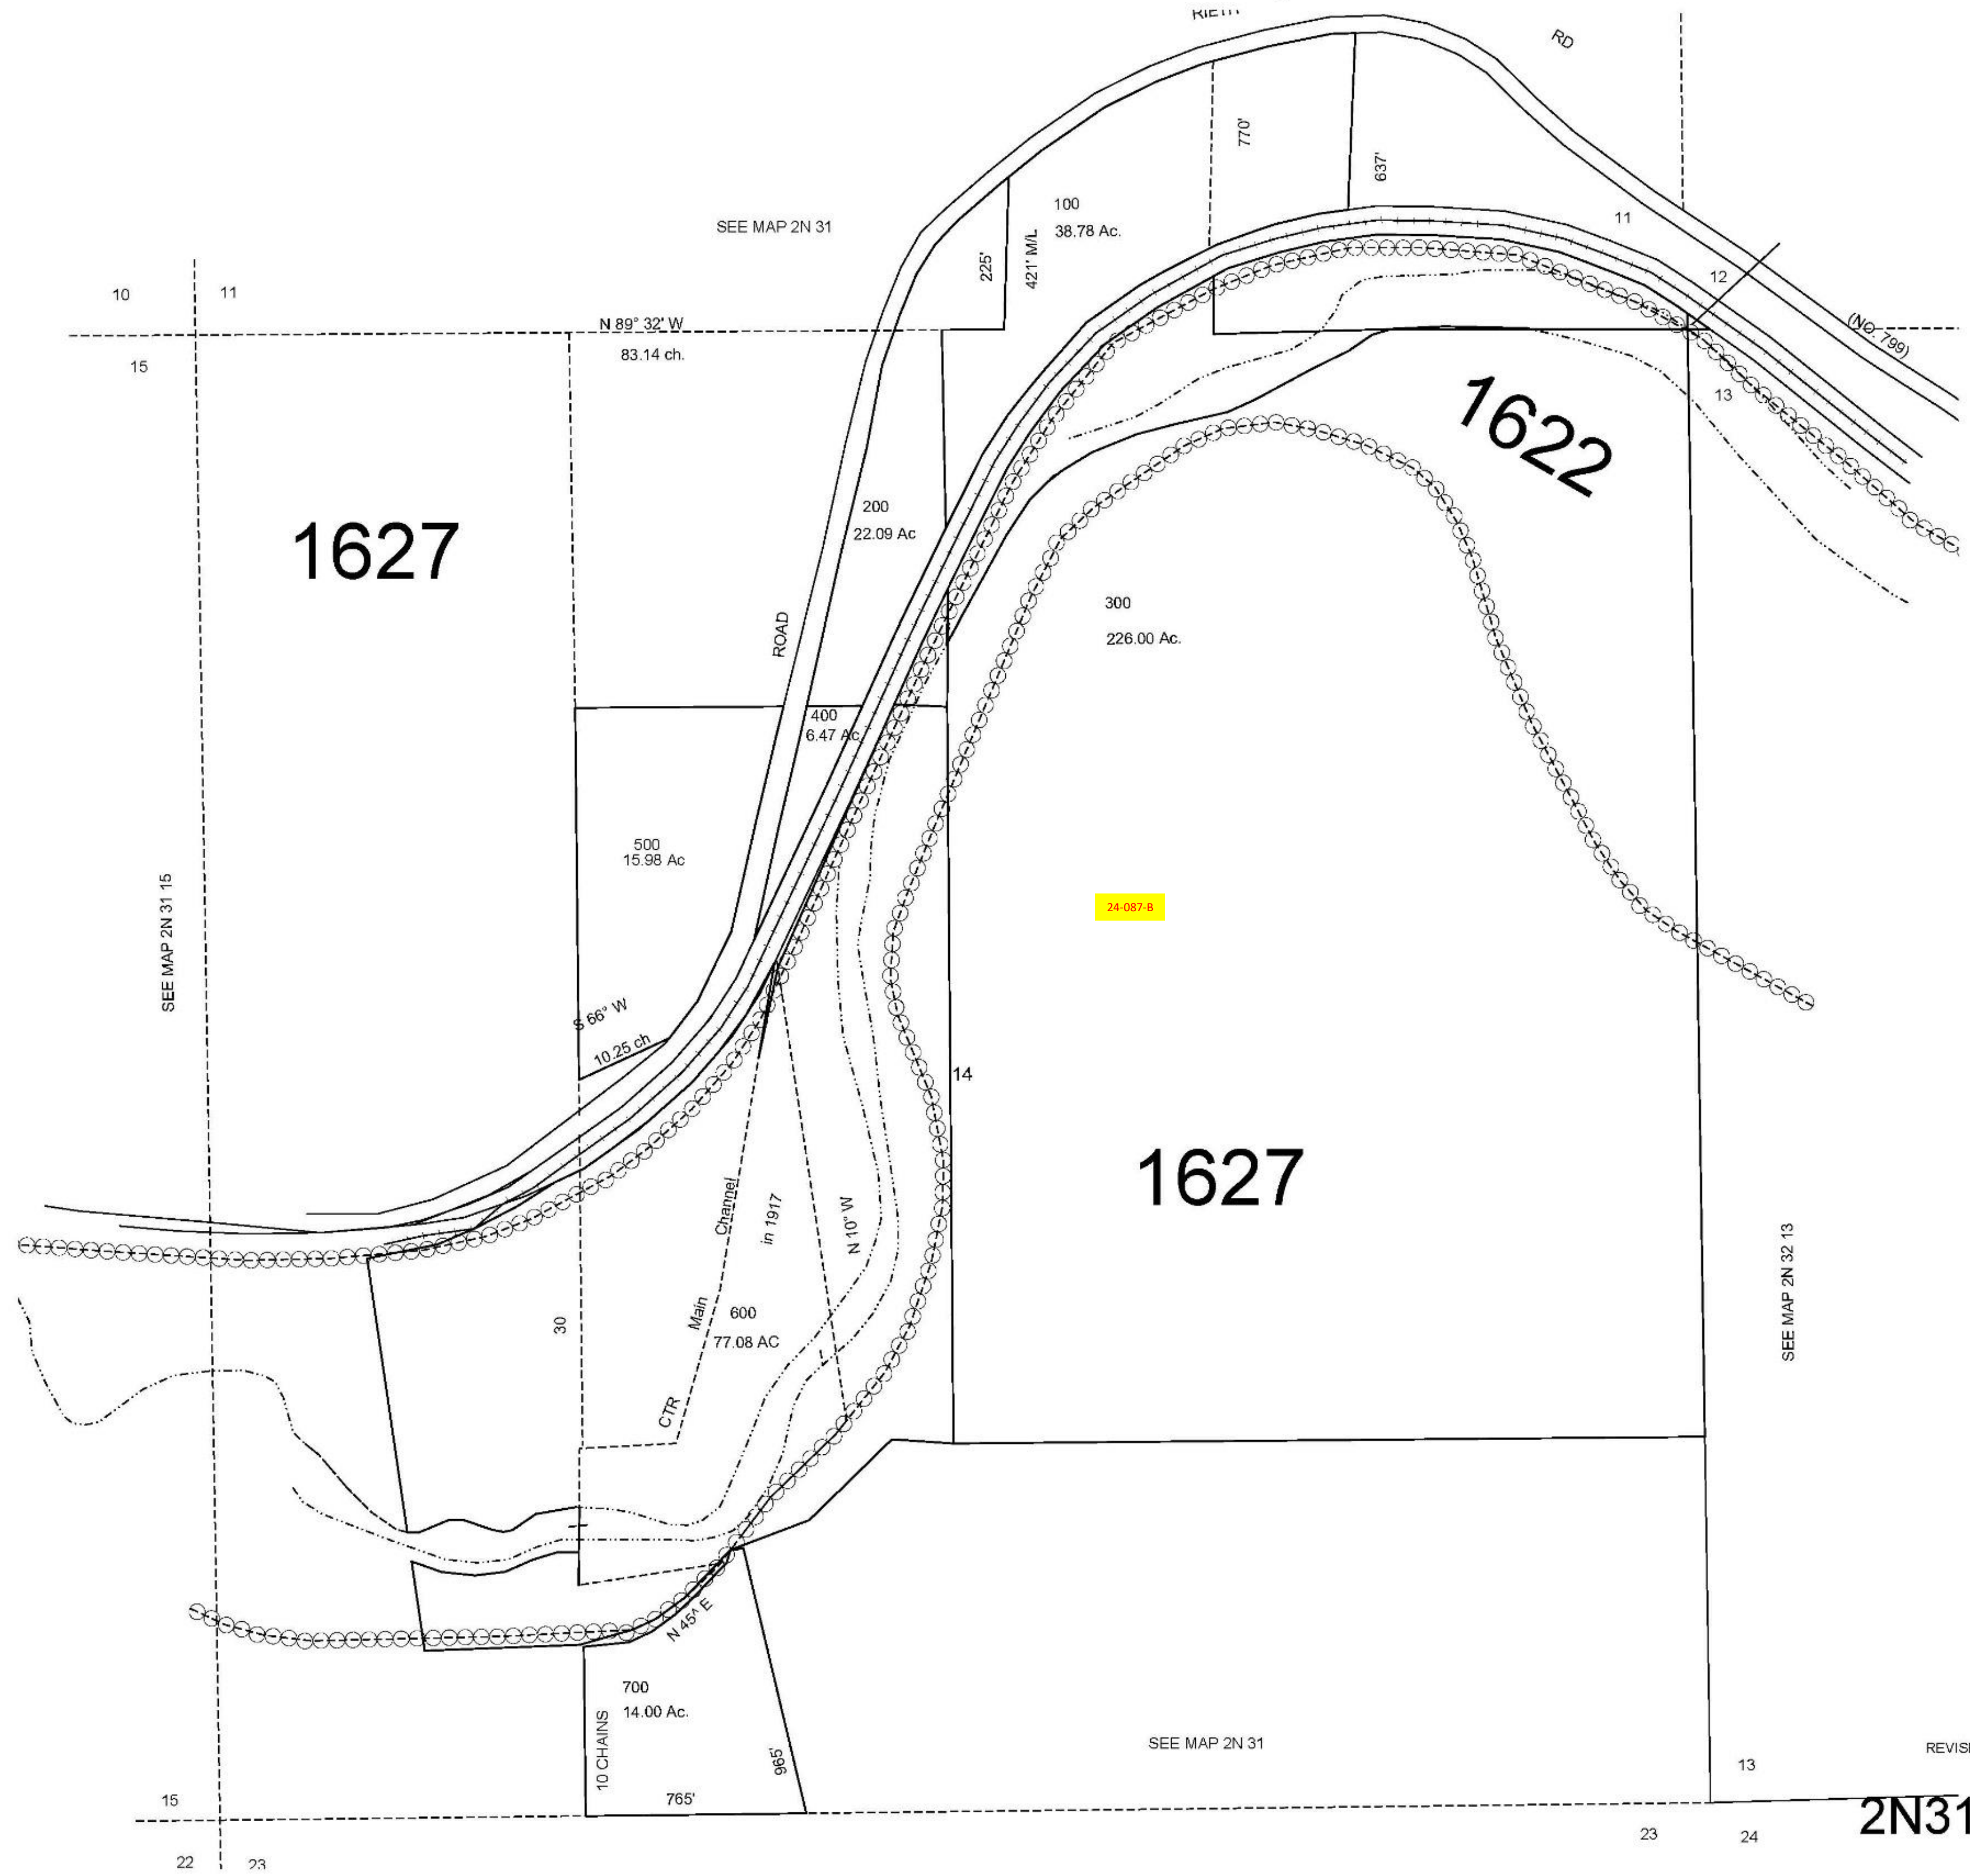 RIETH
RD
770'
637'
100
38.78 Ac.
11
SEE MAP 2N 31
225'
421' M/L
12
10
11
N 89° 32' W
83.14 ch.
(NO. 799)
15
13
1622
200
22.09 Ac
1627
300
226.00 Ac.
ROAD
400
6.47 Ac
500
15.98 Ac
24-087-B
SEE MAP 2N 31 15
S 66° W
10.25 ch
14
1627
Channel
in 1917
N 10° W
SEE MAP 2N 32 13
30
Main
600
77.08 AC
CTR
N 45^ E
700
14.00 Ac.
10 CHAINS
965'
SEE MAP 2N 31
13
15
765'
2N31
23
24
22
23